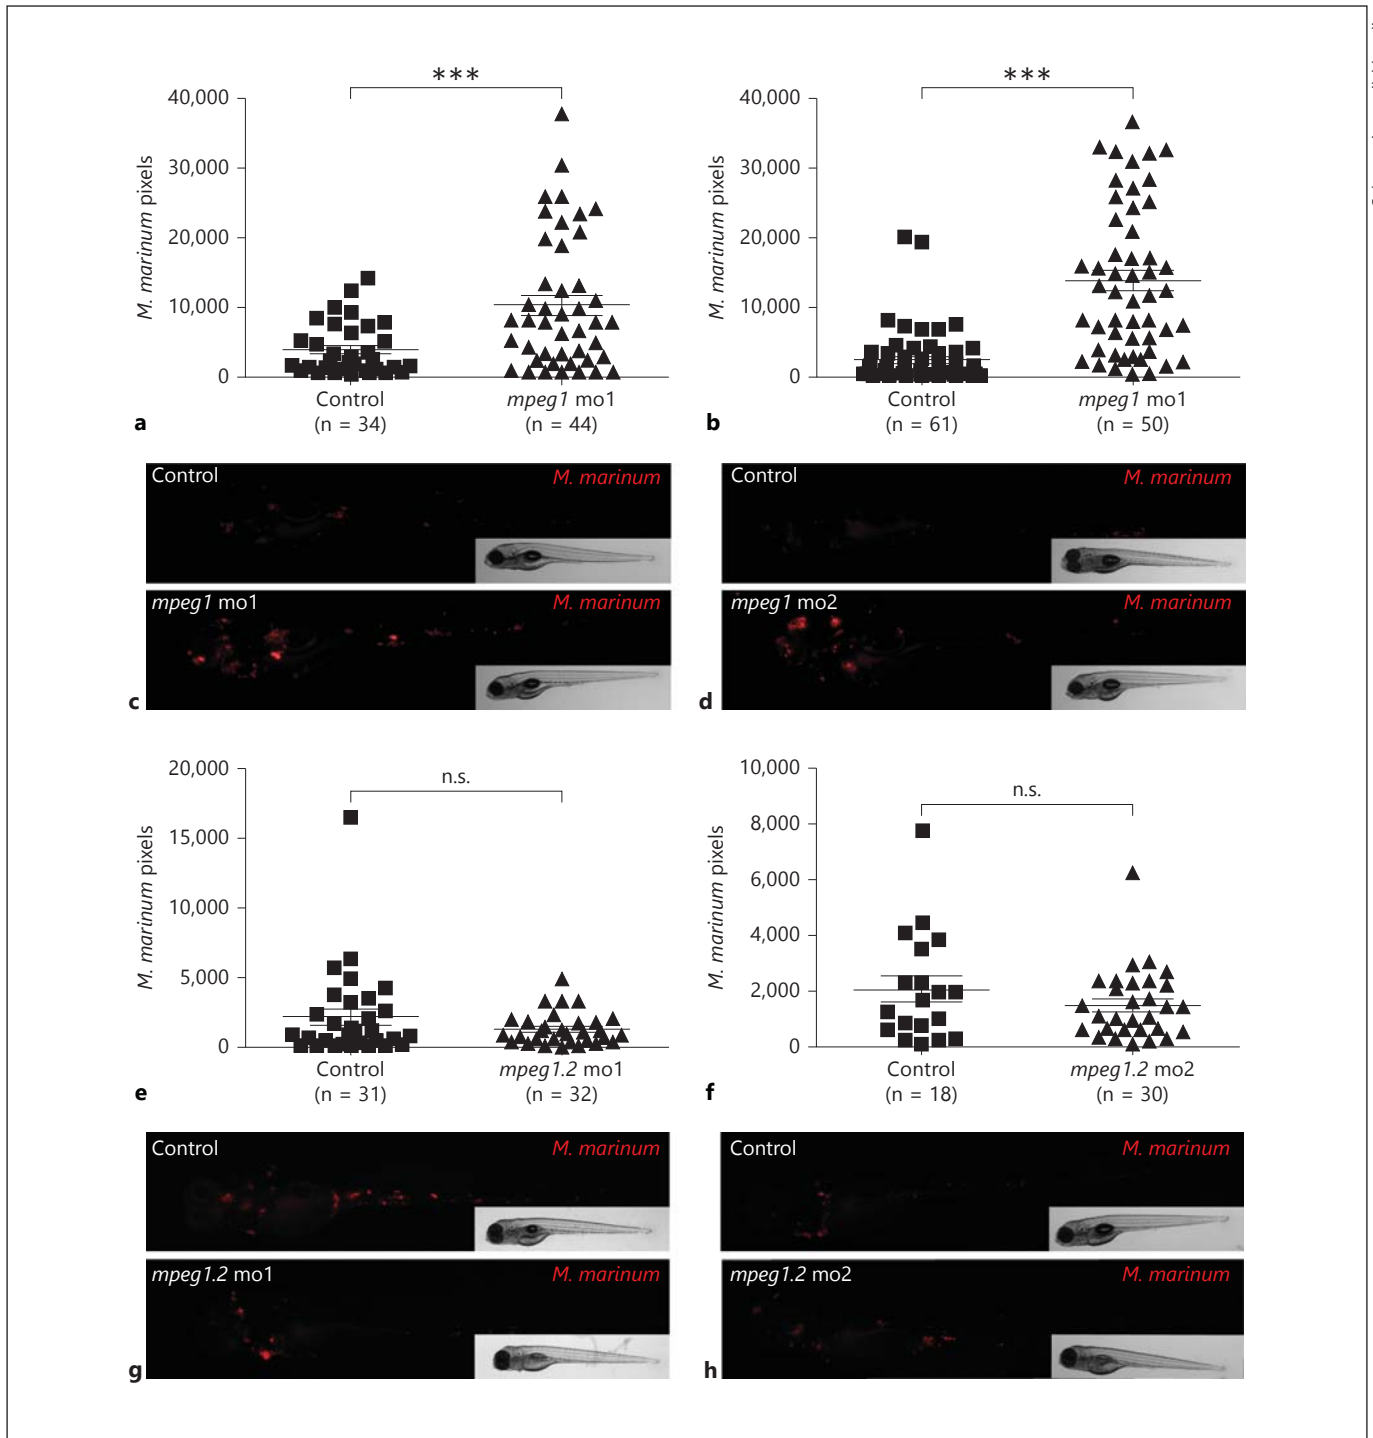 ***
***
40,000
30,000
20,000
10,000
0
M. marinum pixels
Control
(n = 34)
mpeg1 mo1
(n = 44)
a
40,000
30,000
20,000
10,000
0
M. marinum pixels
Control
(n = 61)
mpeg1 mo1
(n = 50)
b
Control
M. marinum
mpeg1 mo1
M. marinum
c
Control
M. marinum
mpeg1 mo2
M. marinum
d
20,000
15,000
10,000
5,000
0
M. marinum pixels
n.s.
Control
(n = 31)
mpeg1.2 mo1
(n = 32)
e
10,000
8,000
6,000
4,000
2,000
0
M. marinum pixels
n.s.
Control
(n = 18)
mpeg1.2 mo2
(n = 30)
f
Control
M. marinum
mpeg1.2 mo1
M. marinum
g
Control
M. marinum
mpeg1.2 mo2
M. marinum
h